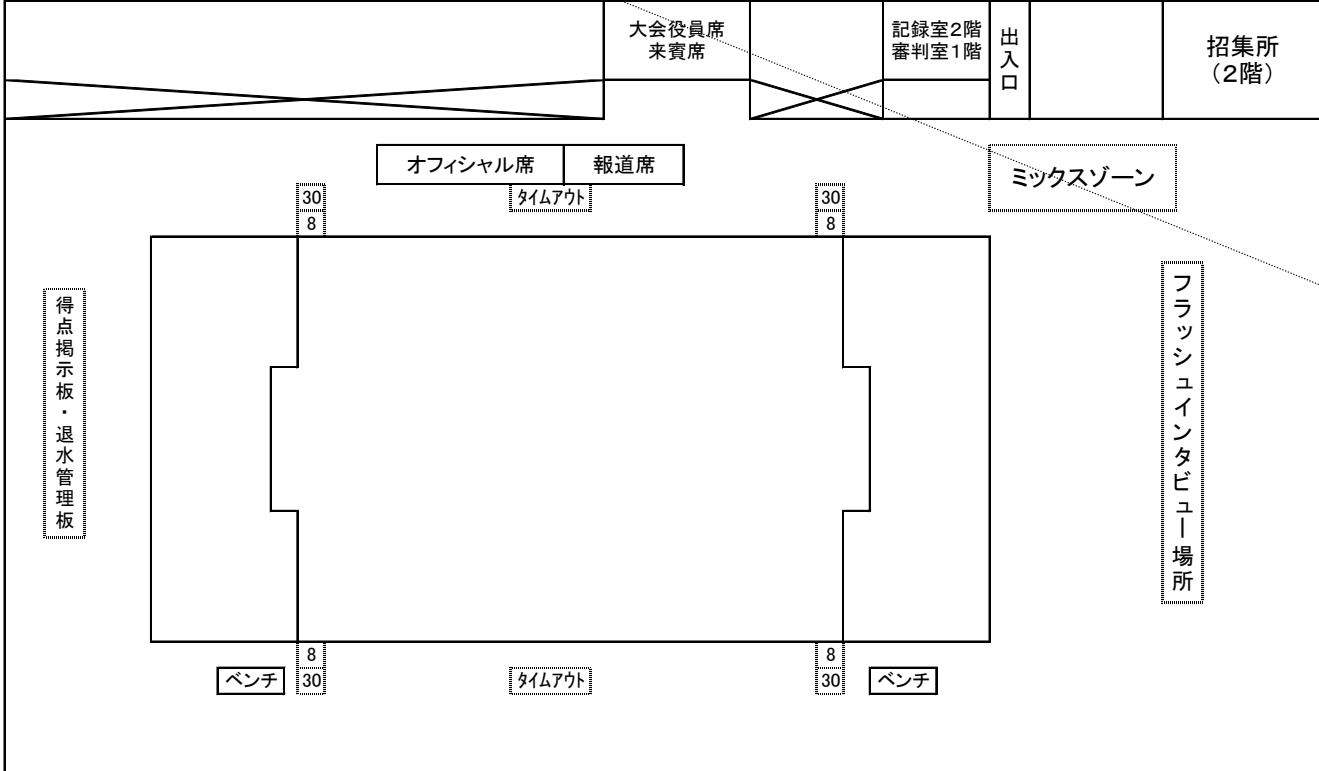 大会役員席
来賓席
記録室2階
審判室1階
出入口
招集所
（2階）
オフィシャル席
報道席
ミックスゾーン
30
タイムアウト
30
8
8
得点掲示板・退水管理板
フラッシュインタビュー場所
8
8
ベンチ
30
タイムアウト
30
ベンチ